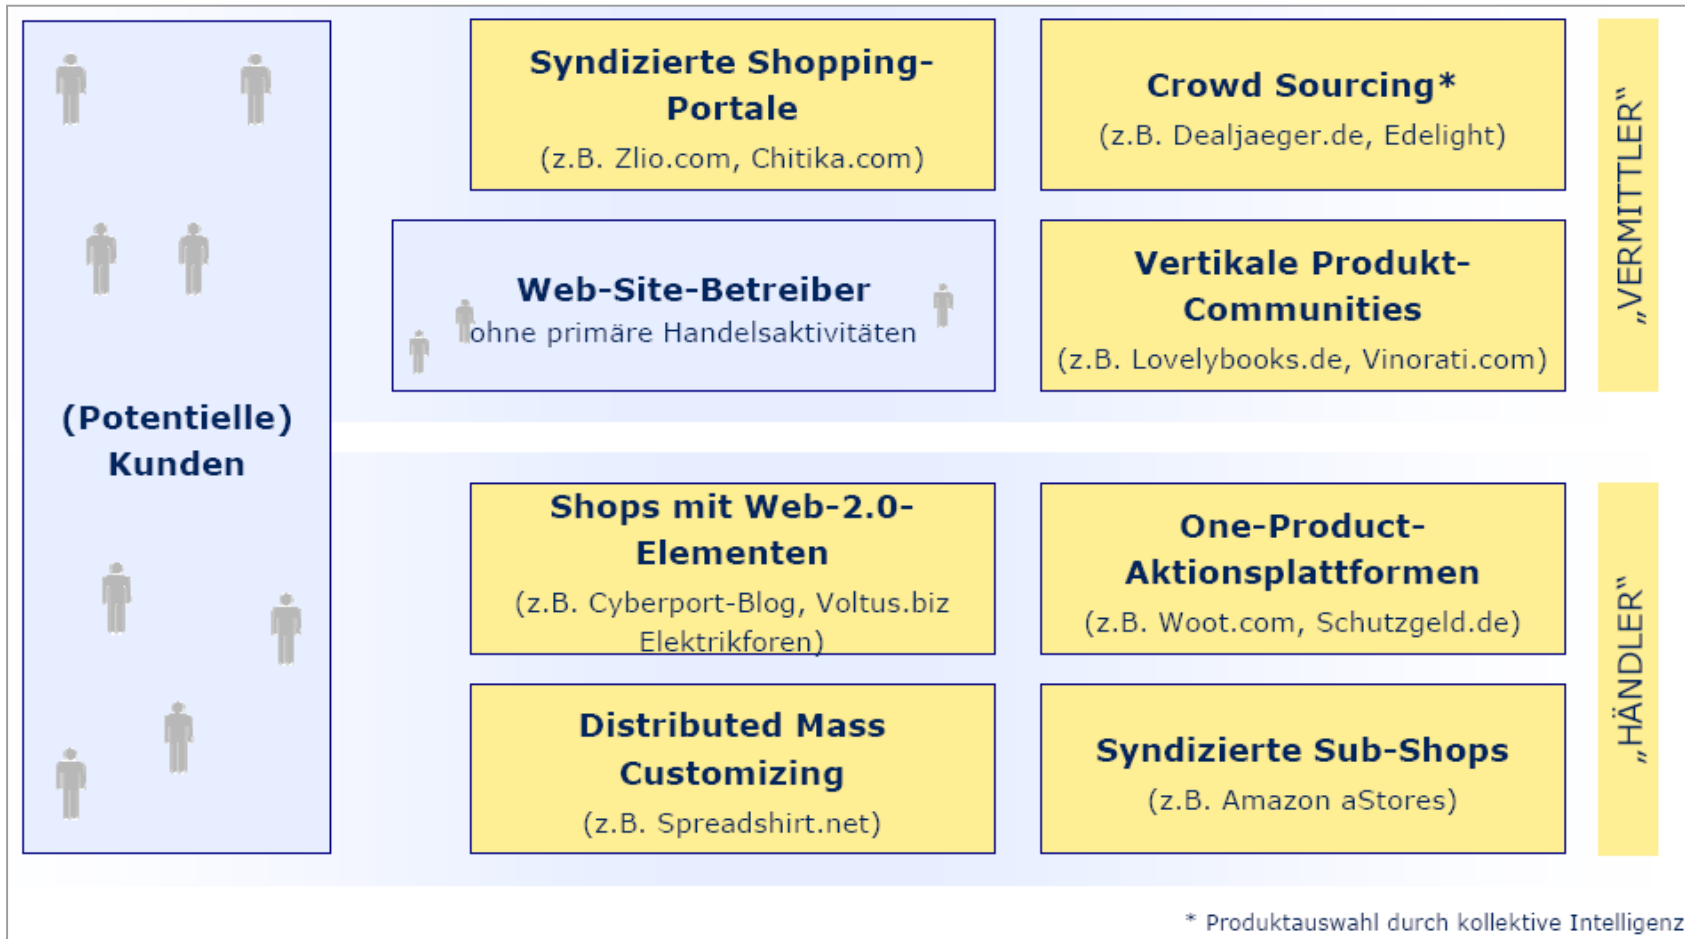 (Potentielle)
Kunden
Syndizierte Shopping-
Portale
(z.B. Zlio.com, Chitika.com)
Crowd Sourcing*
(z.B. Dealjaeger.de, Edelight)
Web-Site-Betreiber
ohne primäre Handelsaktivitäten
Vertikale Produkt-
Communities
(z.B. Lovelybooks.de, Vinorati.com)
„VERMITTLER“
Shops mit Web-2.0-
Elementen
(z.B. Cyberport-Blog, Voltus.biz
Elektrikforen)
One-Product-
Aktionsplattformen
(z.B. Woot.com, Schutzgeld.de)
Distributed Mass
Customizing
(z.B. Spreadshirt.net)
Syndizierte Sub-Shops
(z.B. Amazon aStores)
„HÄNDLER“
* Produktauswahl durch kollektive Intelligenz